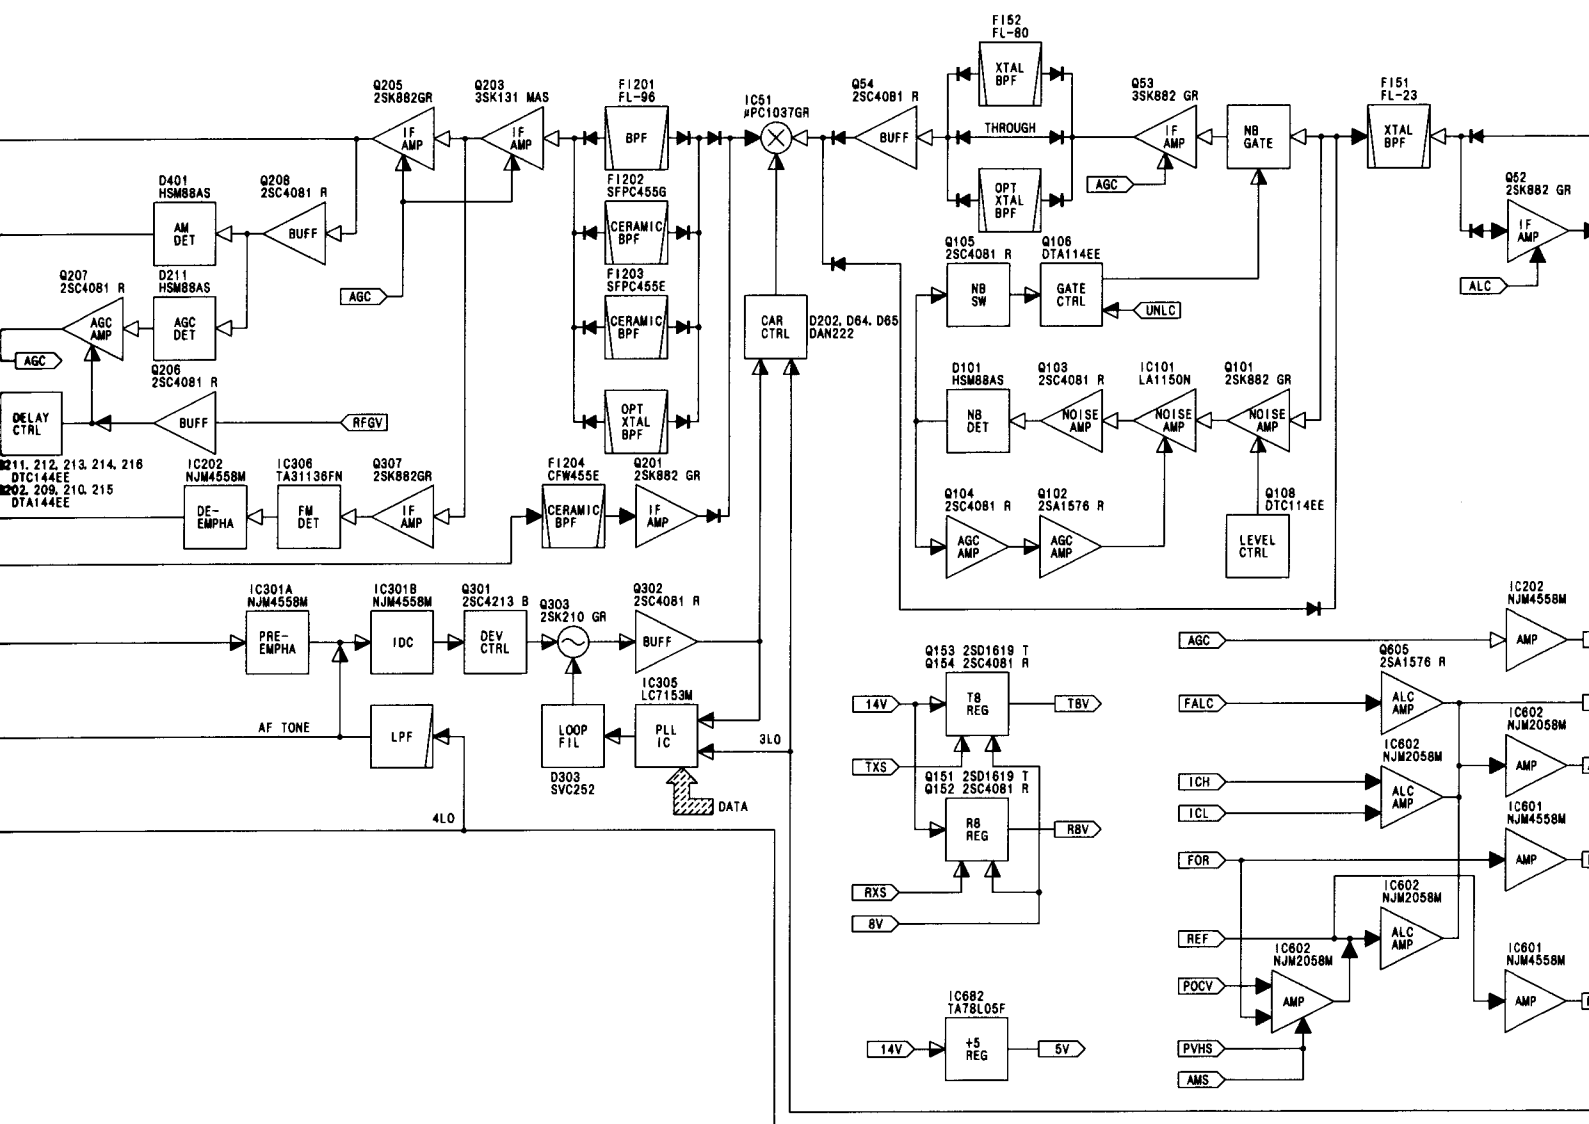 FI52
FL-80
XTAL
BPF
Q205
2SK882GR
IF
AMP
Q203
3SK131 MAS
IF
AMP
FI201
FL-96
BPF
IC51
μPC1037GR
Q54
2SC4081 R
BUFF
THROUGH
Q53
3SK882 GR
IF
AMP
NB
GATE
FI51
FL-23
XTAL
BPF
D401
HSM88AS
AM
DET
Q208
2SC4081 R
BUFF
FI202
SFPC455G
CERAMIC
BPF
OPT
XTAL
BPF
AGC
Q52
2SK882 GR
IF
AMP
ALC
Q207
2SC4081 R
AGC
AMP
D211
HSM88AS
AGC
DET
AGC
FI203
SFPC455E
CERAMIC
BPF
CAR
CTRL
D202, D64, D65
DAN222
Q105
2SC4081 R
NB
SW
Q106
DTA114EE
GATE
CTRL
UNLC
AGC
Q206
2SC4081 R
BUFF
RFGV
DELAY
CTRL
OPT
XTAL
BPF
D101
HSM88AS
NB
DET
Q103
2SC4081 R
NOISE
AMP
IC101
LA1150N
NOISE
AMP
Q101
2SK882 GR
NOISE
AMP
Q211, 212, 213, 214, 216
DTC144EE
Q202, 209, 210, 215
DTA144EE
IC202
NJM4558M
DE-
EMPHA
IC306
TA31136FN
FM
DET
Q307
2SK882GR
IF
AMP
FI204
CFW455E
CERAMIC
BPF
Q201
2SK882 GR
IF
AMP
Q104
2SC4081 R
AGC
AMP
Q102
2SA1576 R
AGC
AMP
Q108
DTC114EE
LEVEL
CTRL
IC301A
NJM4558M
PRE-
EMPHA
IC301B
NJM4558M
IDC
Q301
2SC4213 B
DEV
CTRL
Q303
2SK210 GR
Q302
2SC4081 R
BUFF
IC202
NJM4558M
AMP
AGC
Q153 2SD1619 T
Q154 2SC4081 R
T8
REG
14V
T8V
TXS
Q605
2SA1576 R
ALC
AMP
FALC
AF TONE
LPF
LOOP
FIL
D303
SVC252
IC305
LC7153M
PLL
IC
3LO
DATA
4LO
IC602
NJM2058M
AMP
IC602
NJM2058M
ALC
AMP
ICH
ICL
Q151 2SD1619 T
Q152 2SC4081 R
R8
REG
R8V
RXS
8V
IC601
NJM4558M
AMP
FOR
IC602
NJM2058M
ALC
AMP
REF
IC602
NJM2058M
AMP
POCV
PVHS
AMS
IC601
NJM4558M
AMP
IC682
TA78L05F
14V
+5
REG
5V